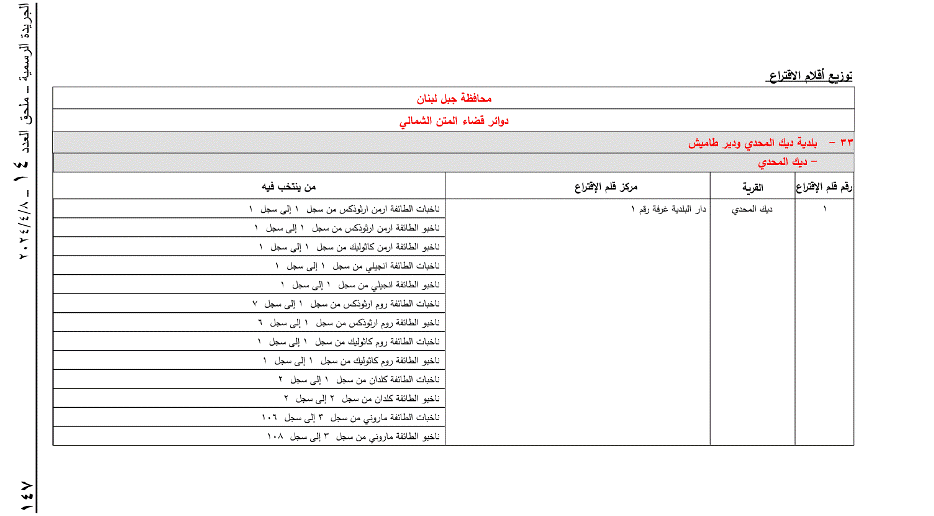 الجريدة الرسمية – ملحق العدد ١٤ – ٢٠٢٤/٤/٨
توزيع أقلام الاقتراع
محافظة جبل لبنان
دوائر قضاء المتن الشمالي
٣٣ - بلدية ديك المحدي ودير طاميش
- ديك المحدي
رقم قلم الإقتراع القرية مركز قلم الإقتراع من ينتخب فيه
١ ديك المحدي دار البلدية غرفة رقم ١ ناخبات الطائفة ارمن ارثوذكس من سجل ١ إلى سجل ١
ناخبو الطائفة ارمن ارثوذكس من سجل ١ إلى سجل ١
ناخبو الطائفة ارمن كاثوليك من سجل ١ إلى سجل ١
ناخبات الطائفة انجيلي من سجل ١ إلى سجل ١
ناخبو الطائفة انجيلي من سجل ١ إلى سجل ١
ناخبات الطائفة روم ارثوذكس من سجل ١ إلى سجل ٧
ناخبو الطائفة روم ارثوذكس من سجل ١ إلى سجل ٦
ناخبات الطائفة روم كاثوليك من سجل ١ إلى سجل ١
ناخبو الطائفة روم كاثوليك من سجل ١ إلى سجل ١
ناخبات الطائفة كلدان من سجل ١ إلى سجل ٢
ناخبو الطائفة كلدان من سجل ٢ إلى سجل ٢
ناخبات الطائفة ماروني من سجل ٣ إلى سجل ١٠٦
ناخبو الطائفة ماروني من سجل ٣ إلى سجل ١٠٨
١٤٧